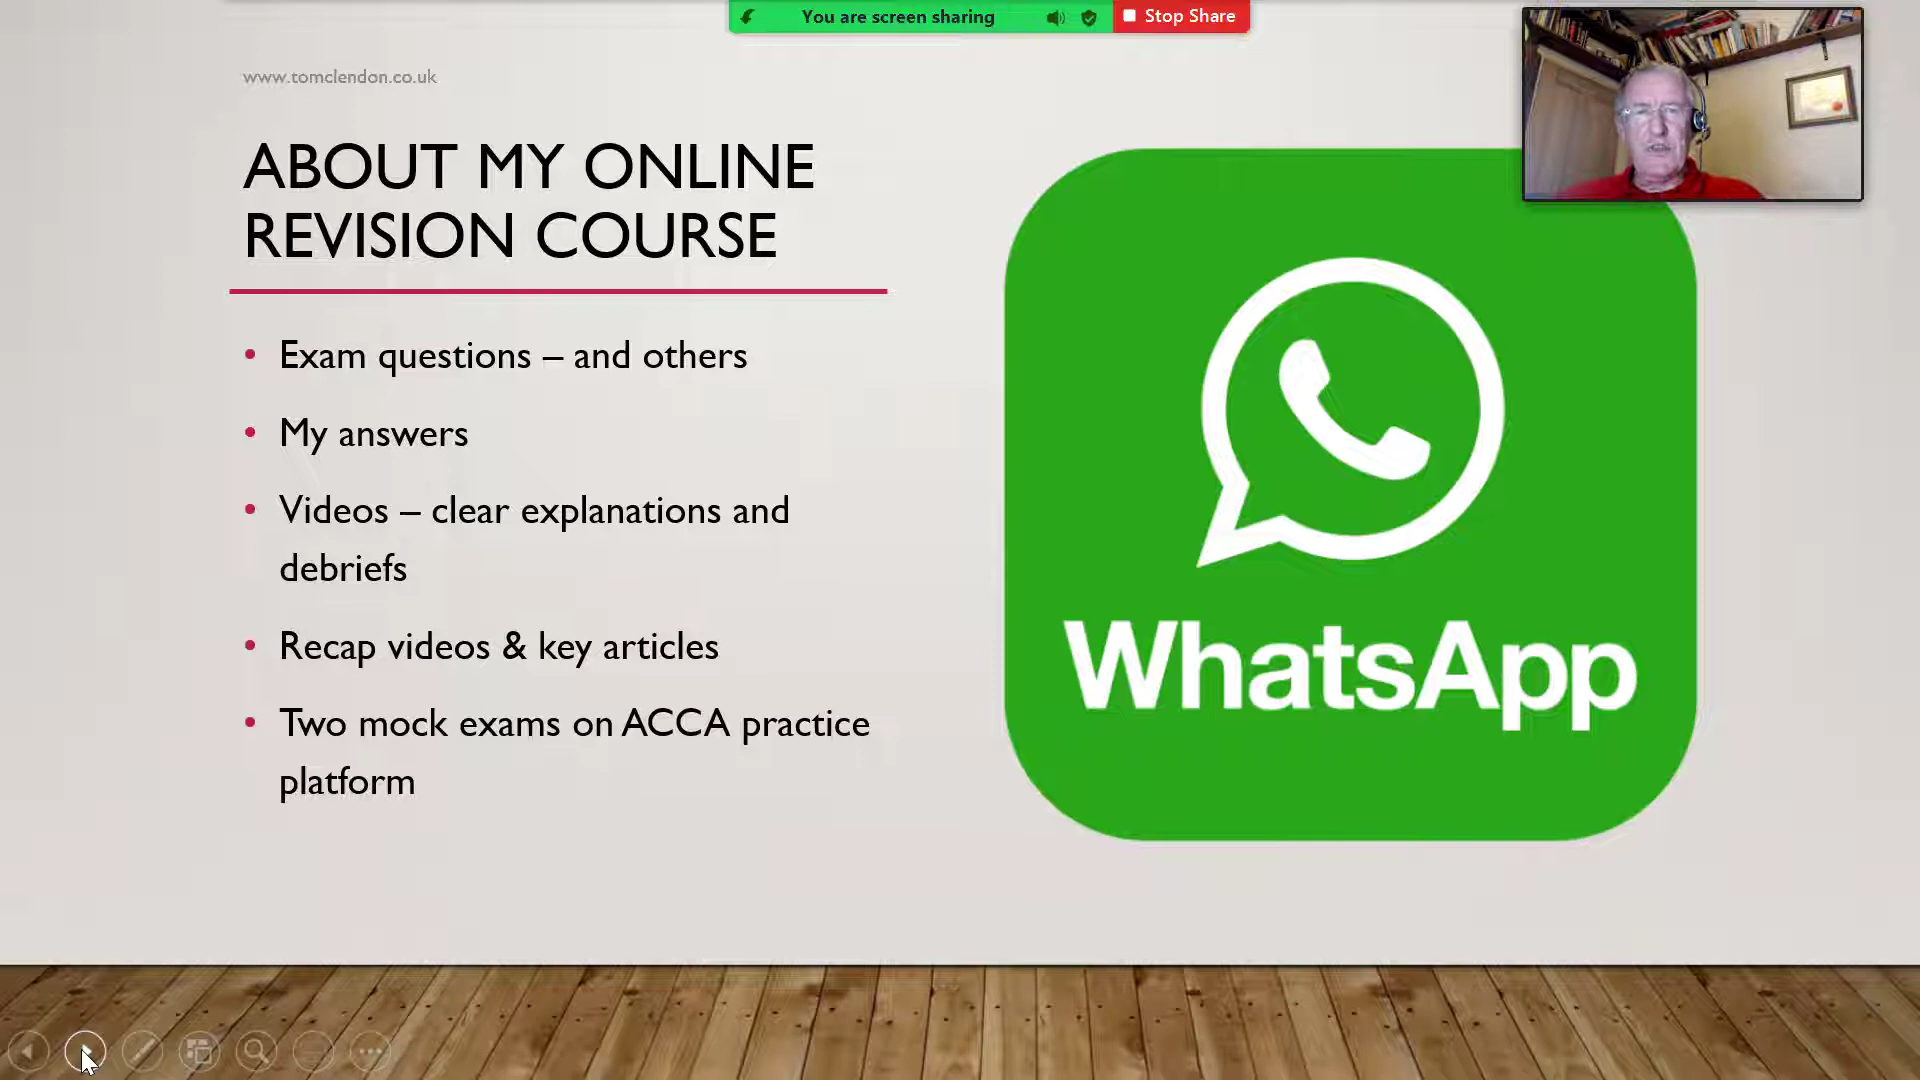 You are screen sharing
Stop Share
www.tomclendon.co.uk
ABOUT MY ONLINE
REVISION COURSE
• Exam questions – and others
• My answers
• Videos – clear explanations and
debriefs
• Recap videos & key articles
• Two mock exams on ACCA practice
platform
WhatsApp